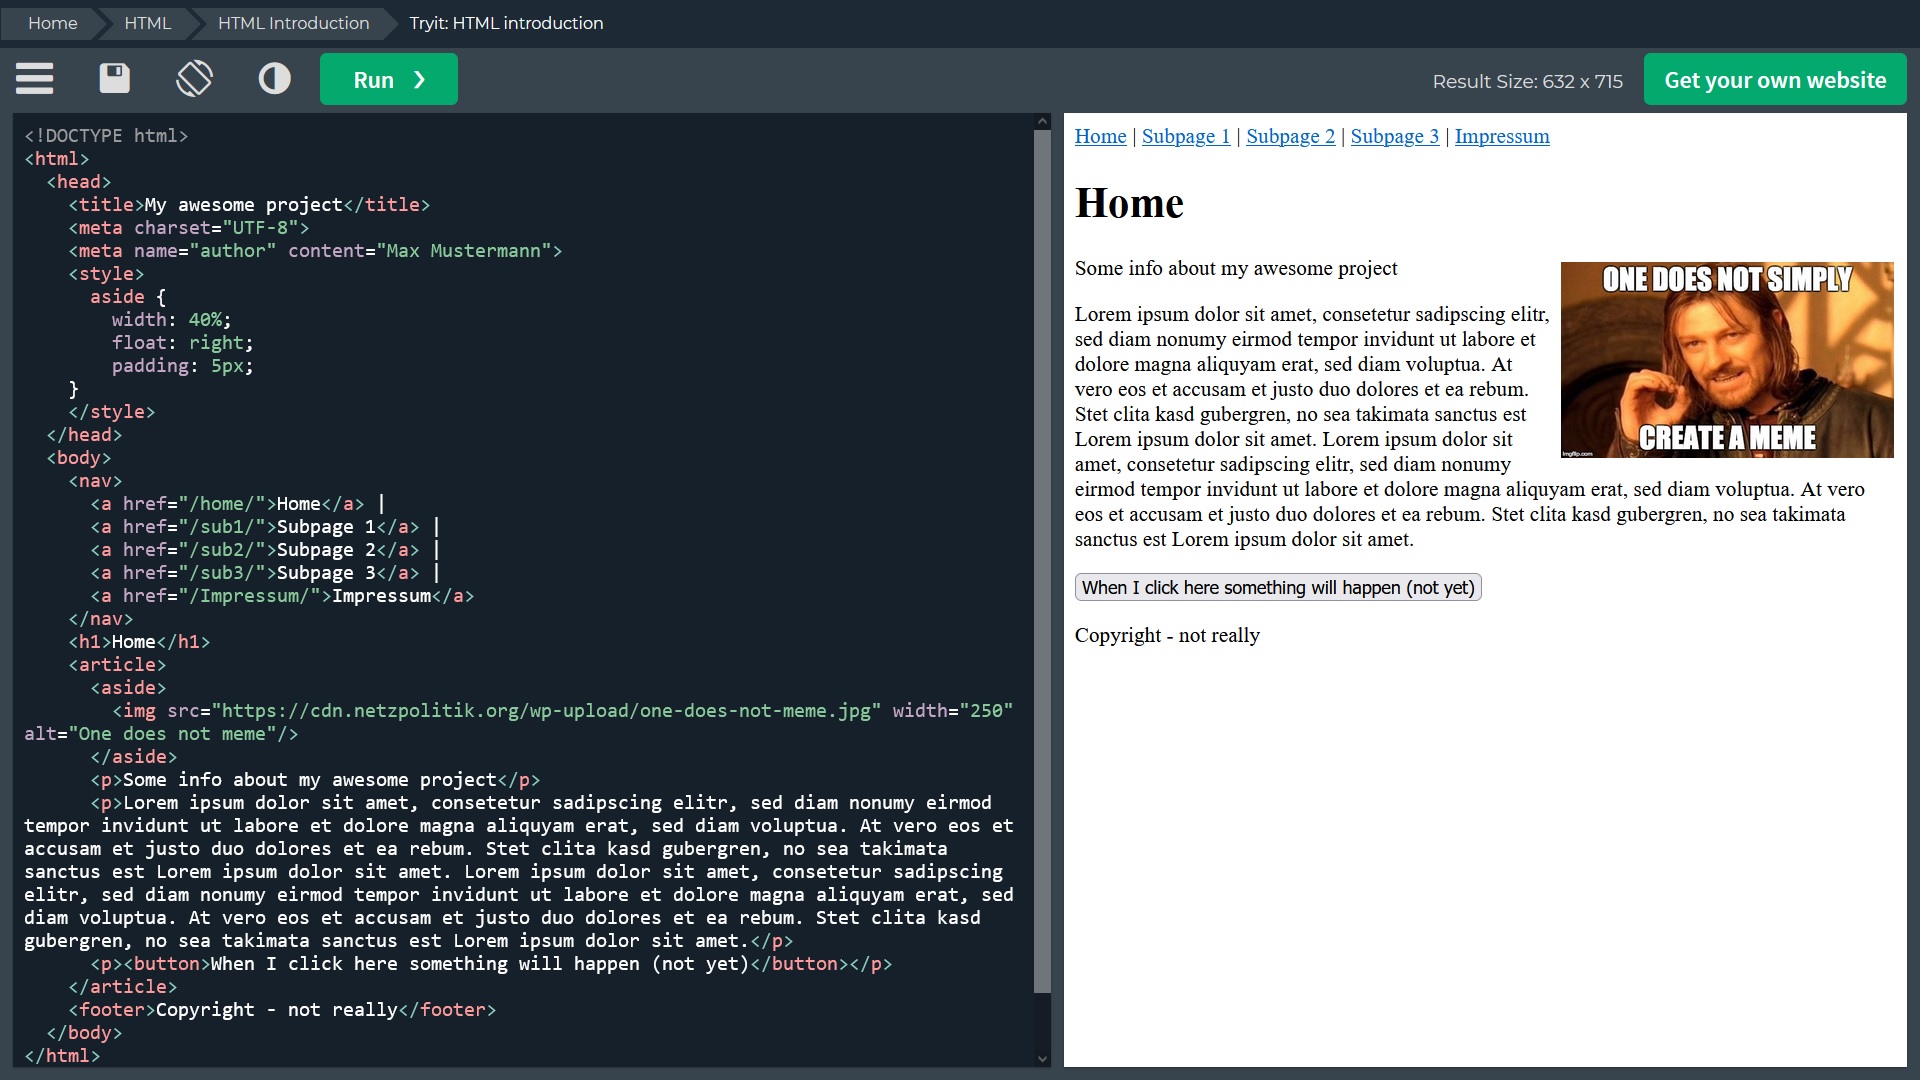 Home HTML HTML Introduction Tryit: HTML introduction
Run ❯ Result Size: 632 x 715 Get your own website
<!DOCTYPE html>
<html>
  <head>
    <title>My awesome project</title>
    <meta charset="UTF-8">
    <meta name="author" content="Max Mustermann">
    <style>
      aside {
        width: 40%;
        float: right;
        padding: 5px;
    }
    </style>
  </head>
  <body>
    <nav>
      <a href="/home/">Home</a> |
      <a href="/sub1/">Subpage 1</a> |
      <a href="/sub2/">Subpage 2</a> |
      <a href="/sub3/">Subpage 3</a> |
      <a href="/Impressum/">Impressum</a>
    </nav>
    <h1>Home</h1>
    <article>
      <aside>
        <img src="https://cdn.netzpolitik.org/wp-upload/one-does-not-meme.jpg" width="250"
alt="One does not meme"/>
      </aside>
      <p>Some info about my awesome project</p>
      <p>Lorem ipsum dolor sit amet, consetetur sadipscing elitr, sed diam nonumy eirmod
tempor invidunt ut labore et dolore magna aliquyam erat, sed diam voluptua. At vero eos et
accusam et justo duo dolores et ea rebum. Stet clita kasd gubergren, no sea takimata
sanctus est Lorem ipsum dolor sit amet. Lorem ipsum dolor sit amet, consetetur sadipscing
elitr, sed diam nonumy eirmod tempor invidunt ut labore et dolore magna aliquyam erat, sed
diam voluptua. At vero eos et accusam et justo duo dolores et ea rebum. Stet clita kasd
gubergren, no sea takimata sanctus est Lorem ipsum dolor sit amet.</p>
      <p><button>When I click here something will happen (not yet)</button></p>
    </article>
    <footer>Copyright - not really</footer>
  </body>
</html>
Home | Subpage 1 | Subpage 2 | Subpage 3 | Impressum
Home
Some info about my awesome project
Lorem ipsum dolor sit amet, consetetur sadipscing elitr,
sed diam nonumy eirmod tempor invidunt ut labore et
dolore magna aliquyam erat, sed diam voluptua. At
vero eos et accusam et justo duo dolores et ea rebum.
Stet clita kasd gubergren, no sea takimata sanctus est
Lorem ipsum dolor sit amet. Lorem ipsum dolor sit
amet, consetetur sadipscing elitr, sed diam nonumy
eirmod tempor invidunt ut labore et dolore magna aliquyam erat, sed diam voluptua. At vero
eos et accusam et justo duo dolores et ea rebum. Stet clita kasd gubergren, no sea takimata
sanctus est Lorem ipsum dolor sit amet.
ONE DOES NOT SIMPLY
CREATE A MEME
imgflip.com
When I click here something will happen (not yet)
Copyright - not really